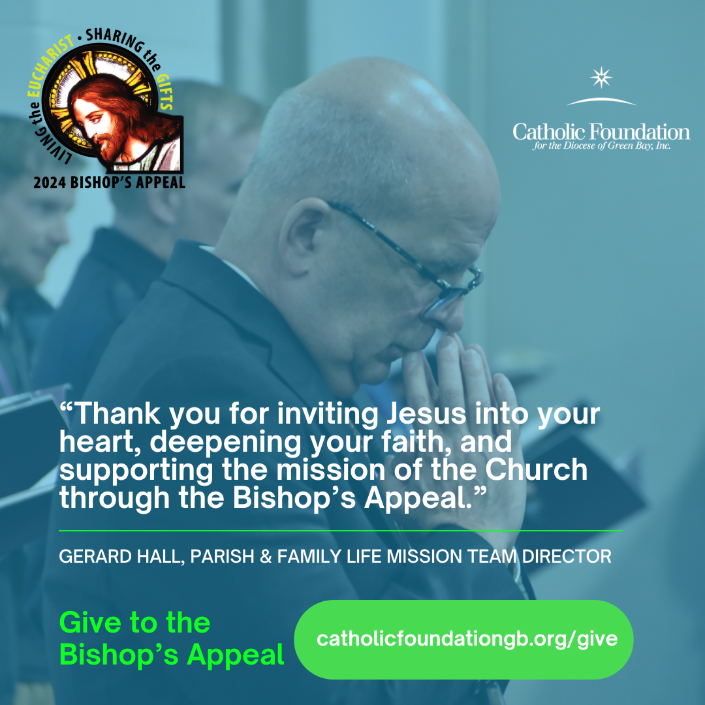 LIVING the EUCHARIST • SHARING the GIFTS
2024 BISHOP'S APPEAL
Catholic Foundation
for the Diocese of Green Bay, Inc.
“Thank you for inviting Jesus into your
heart, deepening your faith, and
supporting the mission of the Church
through the Bishop’s Appeal.”
GERARD HALL, PARISH & FAMILY LIFE MISSION TEAM DIRECTOR
Give to the
Bishop’s Appeal
catholicfoundationgb.org/give